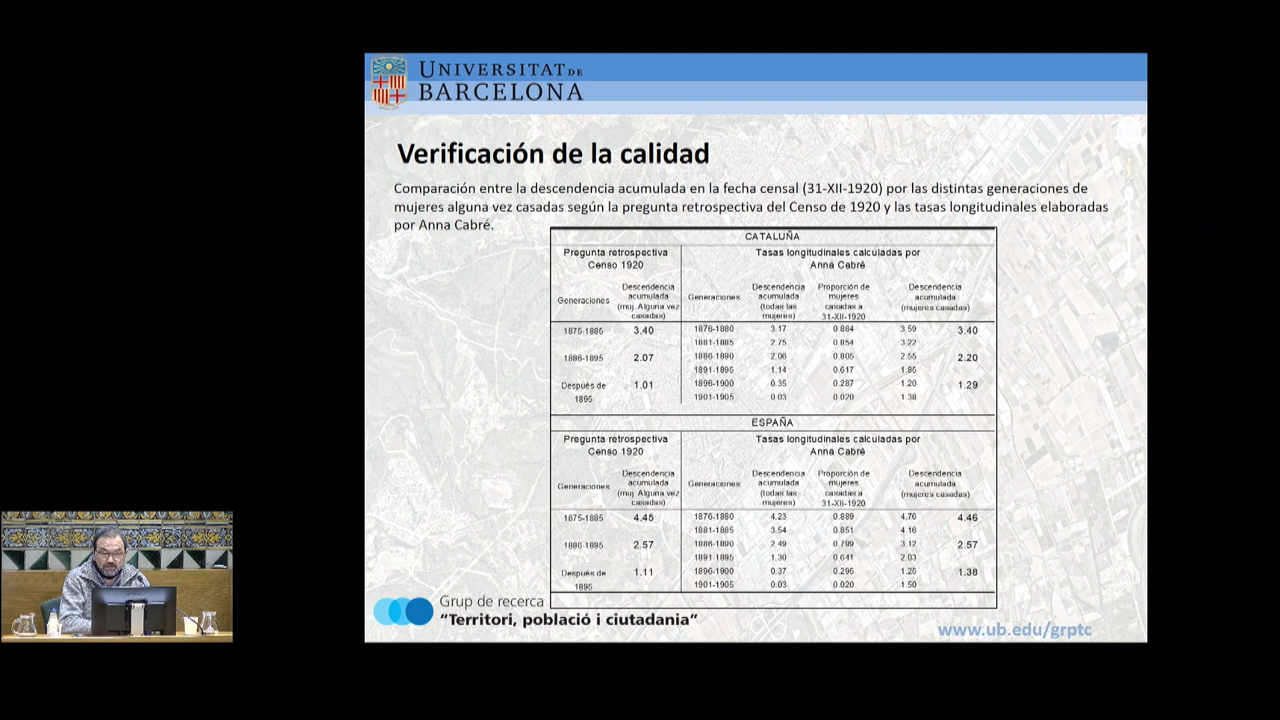 UNIVERSITAT DE
BARCELONA
Verificación de la calidad
Comparación entre la descendencia acumulada en la fecha censal (31-XII-1920) por las distintas generaciones de
mujeres alguna vez casadas según la pregunta retrospectiva del Censo de 1920 y las tasas longitudinales elaboradas
por Anna Cabré.
CATALUÑA
Pregunta retrospectiva Tasas longitudinales calculadas por
Censo 1920 Anna Cabré
Descendencia Descendencia Proporción de Descendencia
Generaciones acumulada Generaciones acumulada mujeres acumulada
(muj. Alguna vez (todas las casadas a (mujeres casadas)
casadas) mujeres) 31-XII-1920
1875-1885 3.40 1876-1880 3.17 0.884 3.59 3.40
1881-1885 2.75 0.854 3.22
1886-1895 2.07 1886-1890 2.06 0.805 2.55 2.20
1891-1895 1.14 0.617 1.85
Después de 1.01 1896-1900 0.35 0.287 1.20 1.29
1895 1901-1905 0.03 0.020 1.38
ESPAÑA
Pregunta retrospectiva Tasas longitudinales calculadas por
Censo 1920 Anna Cabré
Descendencia Descendencia Proporción de Descendencia
Generaciones acumulada Generaciones acumulada mujeres acumulada
(muj. Alguna vez (todas las casadas a (mujeres casadas)
casadas) mujeres) 31-XII-1920
1875-1885 4.45 1876-1880 4.23 0.889 4.76 4.46
1881-1885 3.54 0.851 4.16
1886-1895 2.57 1886-1890 2.49 0.799 3.12 2.57
1891-1895 1.30 0.641 2.03
Después de 1.11 1896-1900 0.37 0.295 1.25 1.38
1895 1901-1905 0.03 0.020 1.50
Grup de recerca
"Territori, població i ciutadania"
www.ub.edu/grptc